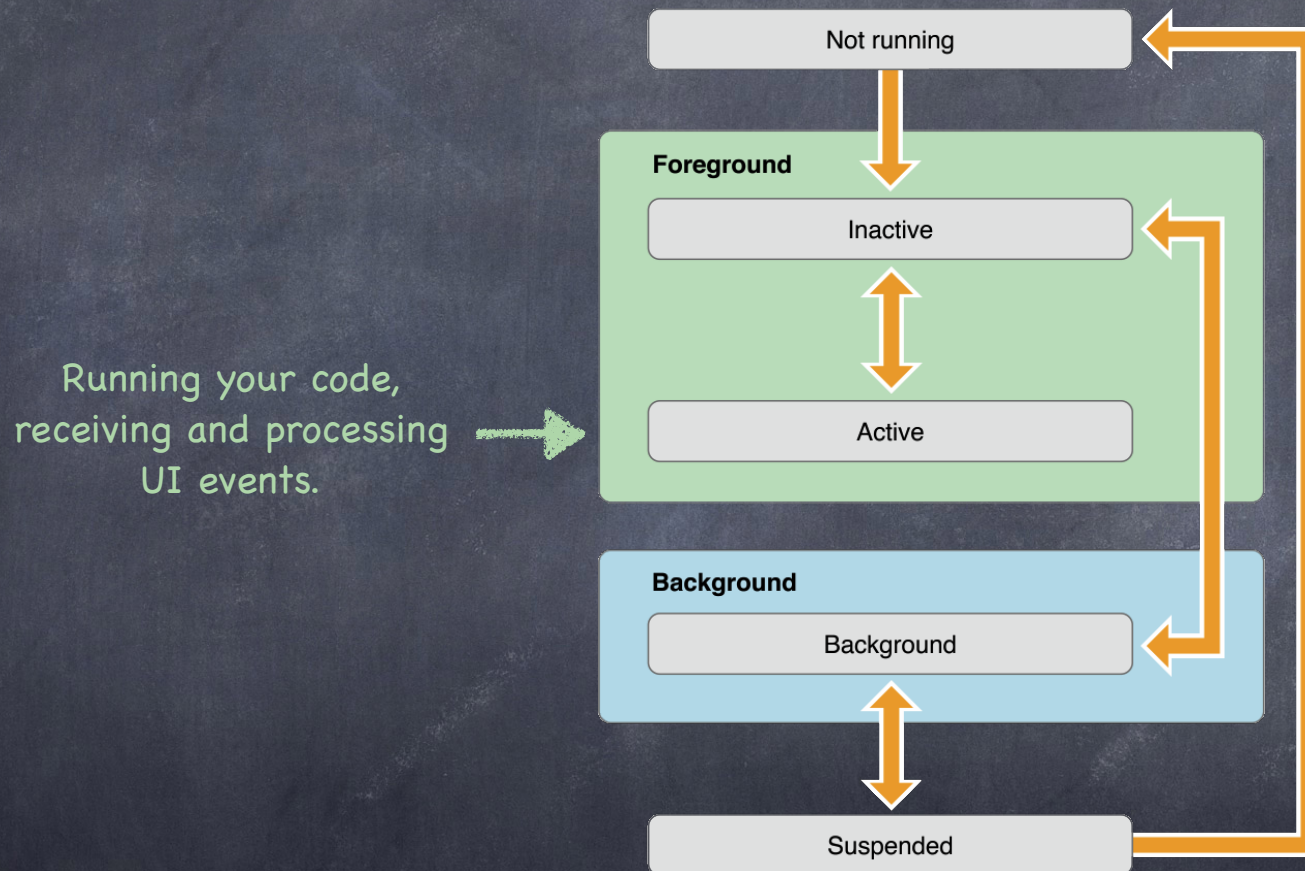 Not running
Foreground
Inactive
Running your code,
receiving and processing
UI events.
Active
Background
Background
Suspended